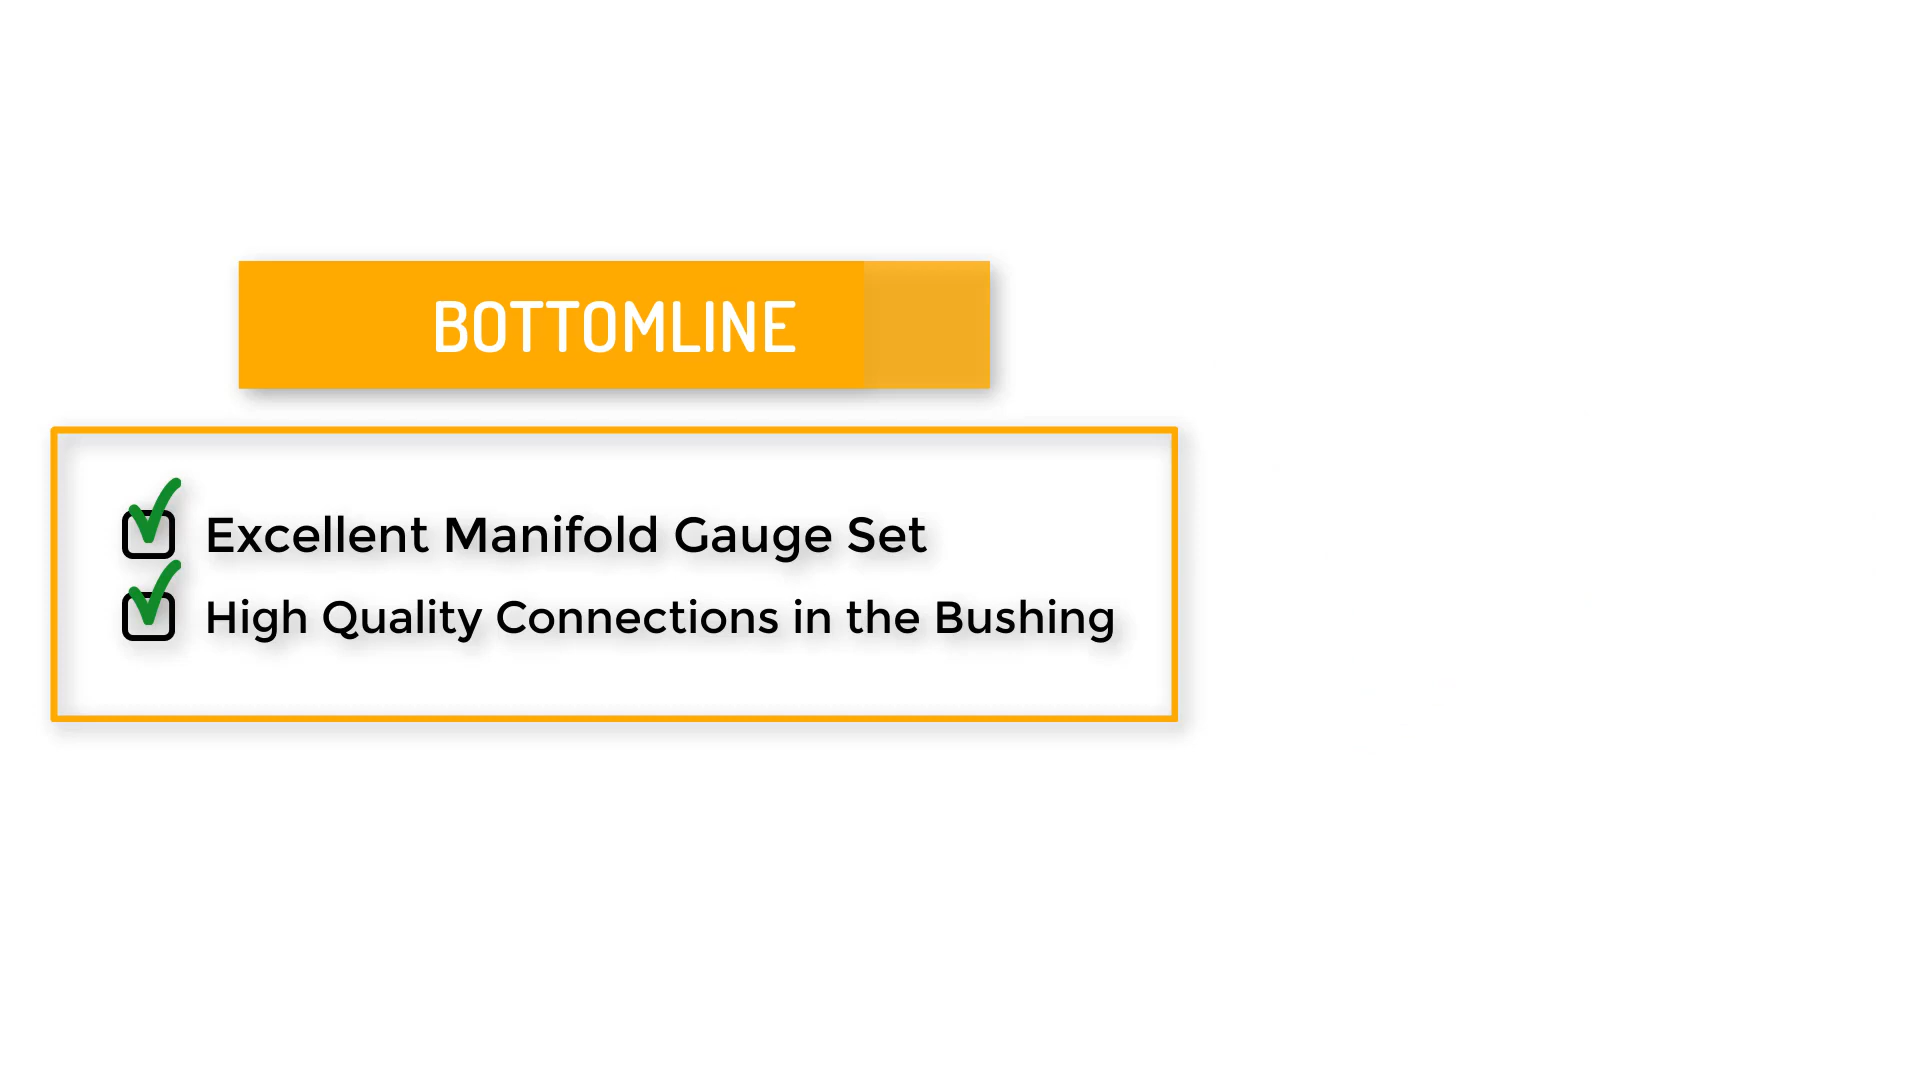 BOTTOMLINE
Excellent Manifold Gauge Set
High Quality Connections in the Bushing